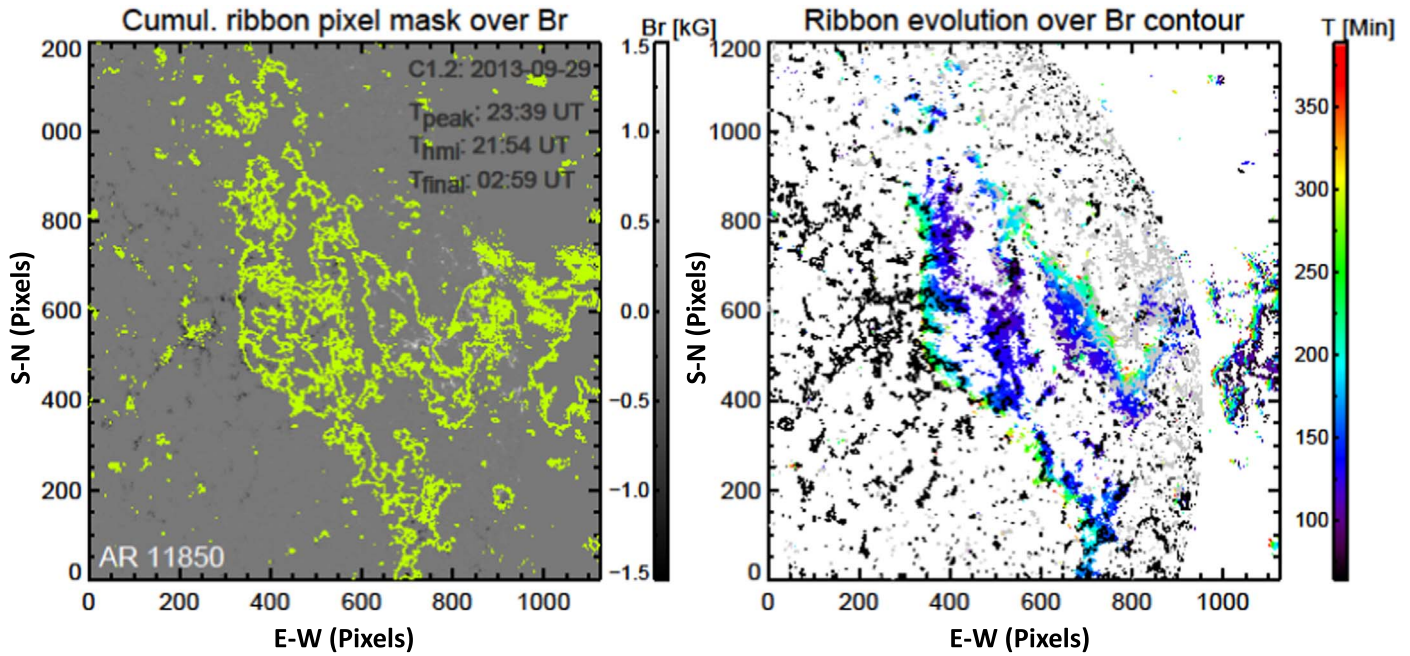 Cumul. ribbon pixel mask over Br
Br [kG]
200
000
800
600
400
200
0
S-N (Pixels)
C1.2: 2013-09-29
Tpeak: 23:39 UT
Thmi: 21:54 UT
Tfinal: 02:59 UT
AR 11850
0 200 400 600 800 1000
E-W (Pixels)
1.5
1.0
0.5
0.0
−0.5
−1.0
−1.5
Ribbon evolution over Br contour
T [Min]
1200
1000
800
600
400
200
0
S-N (Pixels)
0 200 400 600 800 1000
E-W (Pixels)
350
300
250
200
150
100